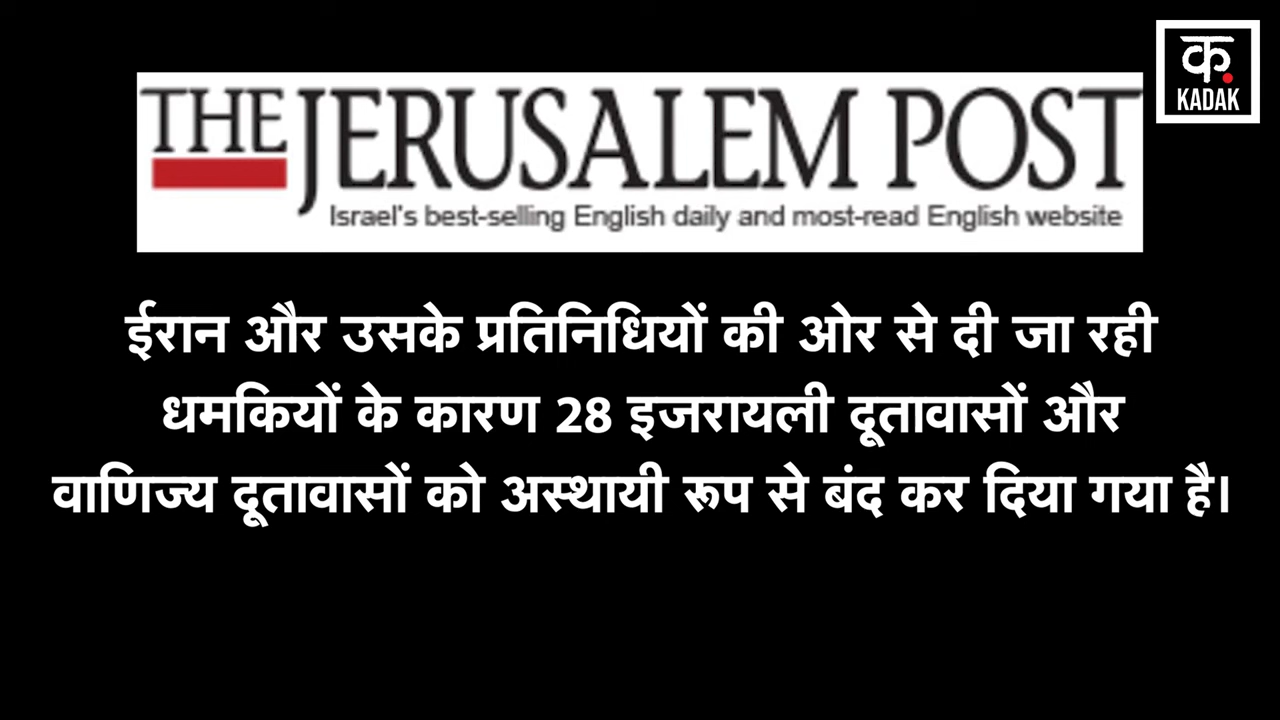 क.
KADAK
THE JERUSALEM POST
Israel's best-selling English daily and most-read English website
ईरान और उसके प्रतिनिधियों की ओर से दी जा रही
धमकियों के कारण 28 इजरायली दूतावासों और
वाणिज्य दूतावासों को अस्थायी रूप से बंद कर दिया गया है।